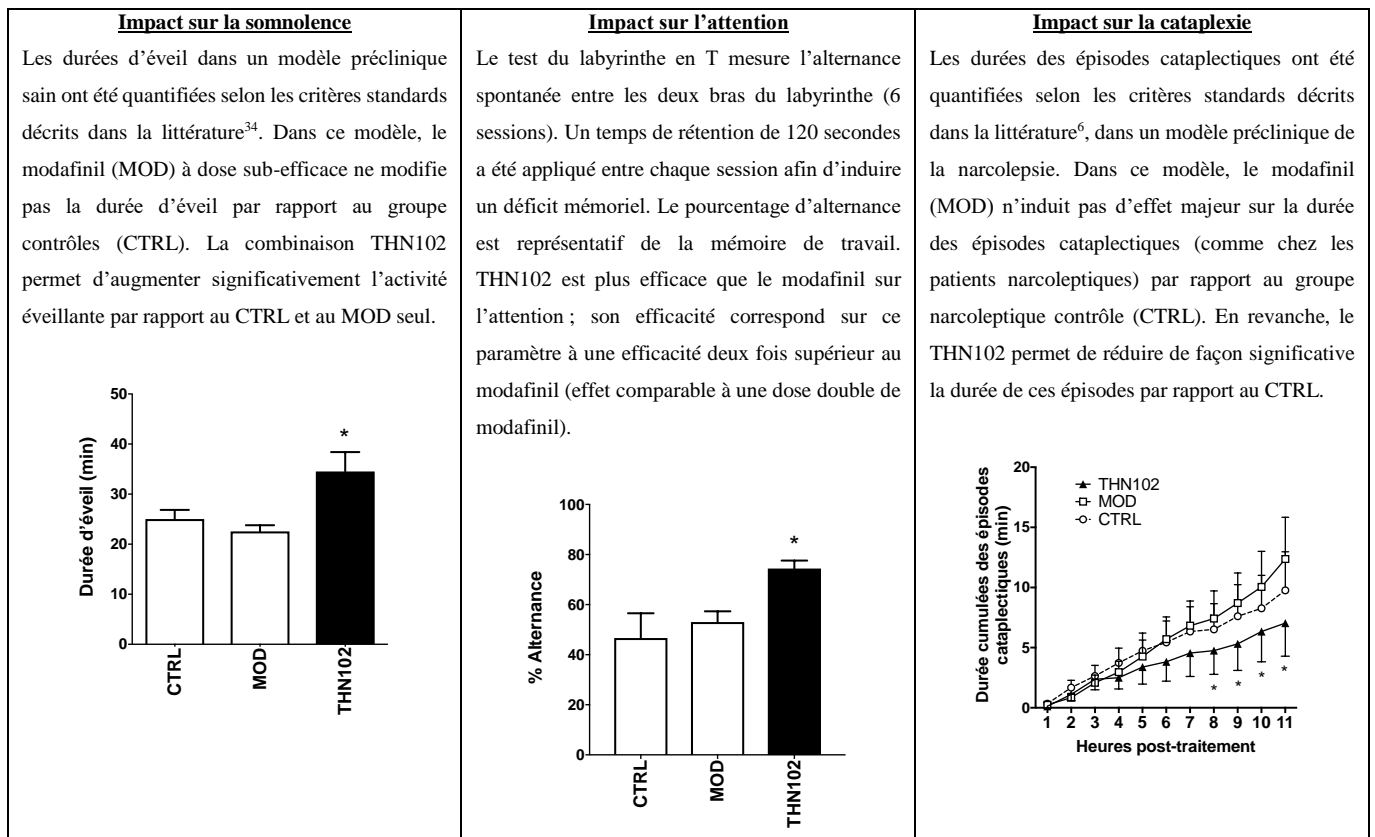 Impact sur la somnolence
Les durées d’éveil dans un modèle préclinique
sain ont été quantifiées selon les critères standards
décrits dans la littérature34. Dans ce modèle, le
modafinil (MOD) à dose sub-efficace ne modifie
pas la durée d’éveil par rapport au groupe
contrôles (CTRL). La combinaison THN102
permet d’augmenter significativement l’activité
éveillante par rapport au CTRL et au MOD seul.
50
40
30
20
10
0
Durée d’éveil (min)
*
CTRL
MOD
THN102
Impact sur l’attention
Le test du labyrinthe en T mesure l’alternance
spontanée entre les deux bras du labyrinthe (6
sessions). Un temps de rétention de 120 secondes
a été appliqué entre chaque session afin d’induire
un déficit mémoriel. Le pourcentage d’alternance
est représentatif de la mémoire de travail.
THN102 est plus efficace que le modafinil sur
l’attention ; son efficacité correspond sur ce
paramètre à une efficacité deux fois supérieur au
modafinil (effet comparable à une dose double de
modafinil).
100
80
60
40
20
0
% Alternance
*
CTRL
MOD
THN102
Impact sur la cataplexie
Les durées des épisodes cataplectiques ont été
quantifiées selon les critères standards décrits
dans la littérature6, dans un modèle préclinique de
la narcolepsie. Dans ce modèle, le modafinil
(MOD) n’induit pas d’effet majeur sur la durée
des épisodes cataplectiques (comme chez les
patients narcoleptiques) par rapport au groupe
narcoleptique contrôle (CTRL). En revanche, le
THN102 permet de réduire de façon significative
la durée de ces épisodes par rapport au CTRL.
20
15
10
5
0
Durée cumulées des épisodes
cataplectiques (min)
THN102
MOD
CTRL
* * * *
1 2 3 4 5 6 7 8 9 10 11
Heures post-traitement